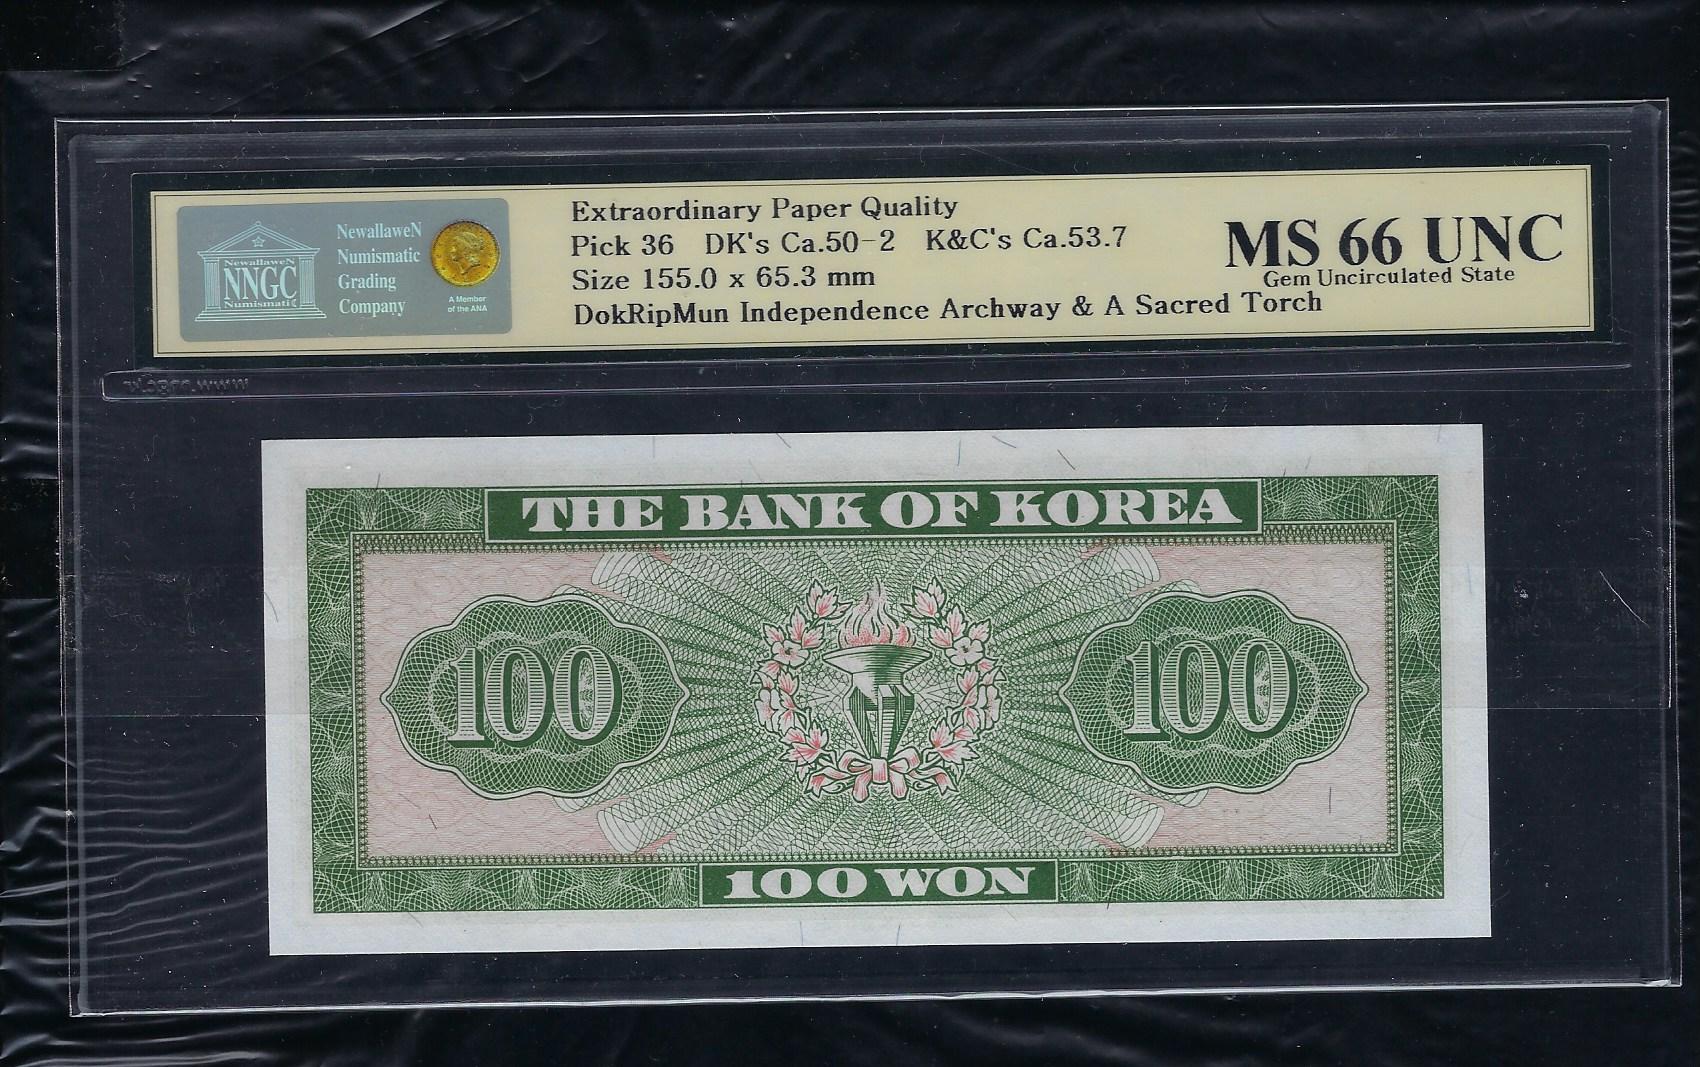 NewallaweN
NNGC
NumismatiC
NewallaweN
Numismatic
Grading
Company
A Member
of the ANA
Extraordinary Paper Quality
Pick 36 DK's Ca.50-2 K&C's Ca.53.7
Size 155.0 x 65.3 mm
DokRipMun Independence Archway & A Sacred Torch
MS 66 UNC
Gem Uncirculated State
THE BANK OF KOREA
100
100
100 WON